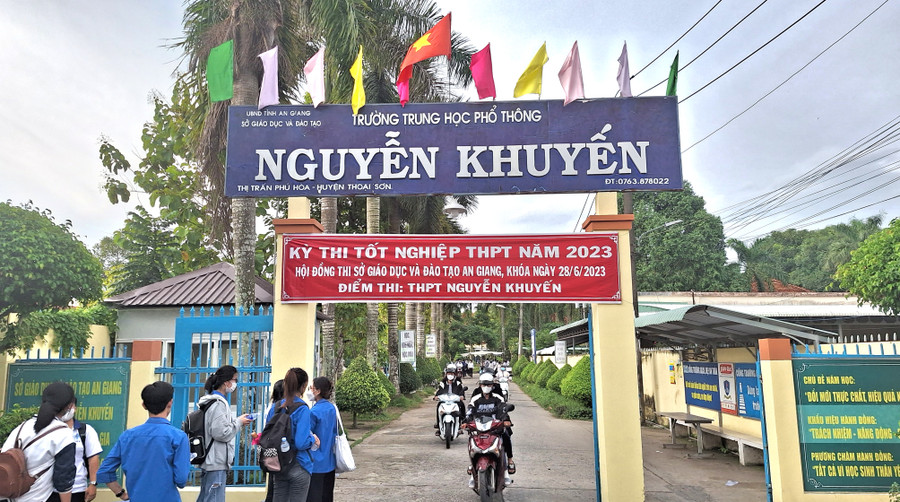 UBND TỈNH AN GIANG
SỞ GIÁO DỤC VÀ ĐÀO TẠO
TRƯỜNG TRUNG HỌC PHỔ THÔNG
NGUYỄN KHUYẾN
THỊ TRẤN PHÚ HÒA - HUYỆN THOẠI SƠN.
ĐT: 0763.878022
KỲ THI TỐT NGHIỆP THPT NĂM 2023
HỘI ĐỒNG THI SỞ GIÁO DỤC VÀ ĐÀO TẠO AN GIANG, KHÓA NGÀY 28/6/2023
ĐIỂM THI: THPT NGUYỄN KHUYẾN
SỞ GIÁO DỤC VÀ ĐÀO TẠO AN GIANG
KHUYẾN
GIA
CHỦ ĐỀ NĂM HỌC:
"ĐỔI MỚI THỰC CHẤT, HIỆU QUẢ
KHẨU HIỆU HÀNH ĐỘNG:
"TRÁCH NHIỆM - NĂNG ĐỘNG -
PHƯƠNG CHÂM HÀNH ĐỘNG:
"TẤT CẢ VÌ HỌC SINH THÂN